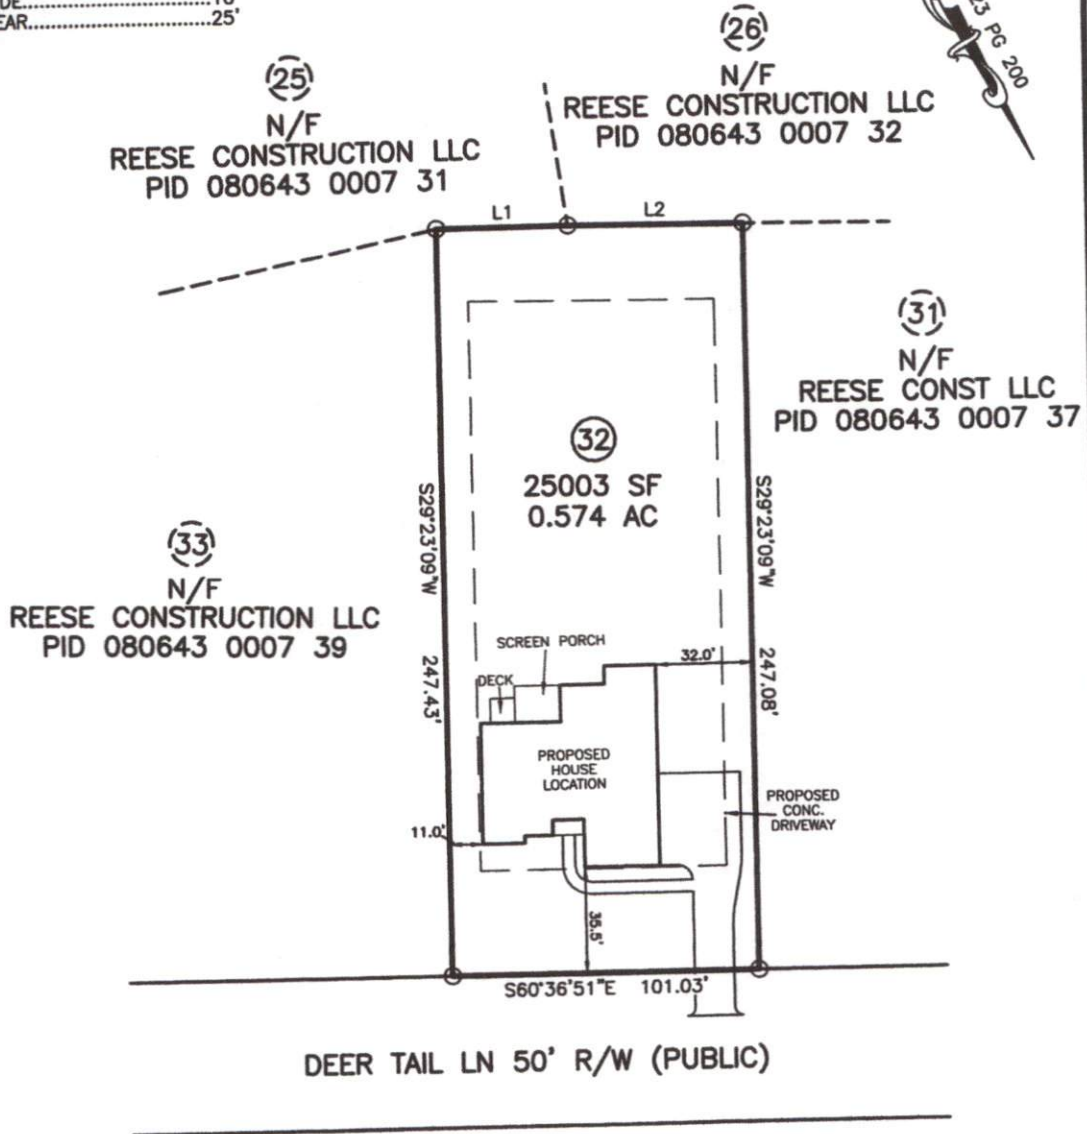 25'
23 PG 200
(25)
N/F
REESE CONSTRUCTION LLC
PID 080643 0007 31
(26)
N/F
REESE CONSTRUCTION LLC
PID 080643 0007 32
L1
L2
(31)
N/F
REESE CONST LLC
PID 080643 0007 37
32
25003 SF
0.574 AC
S29°23'09"W
247.43'
S29°23'09"W
247.08'
(33)
N/F
REESE CONSTRUCTION LLC
PID 080643 0007 39
SCREEN PORCH
DECK
32.0'
PROPOSED
HOUSE
LOCATION
PROPOSED
CONC.
DRIVEWAY
11.0'
35.5'
S60°36'51"E 101.03'
DEER TAIL LN 50' R/W (PUBLIC)